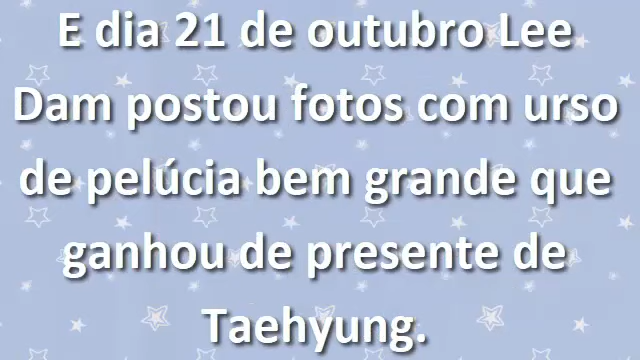 E dia 21 de outubro Lee
Dam postou fotos com urso
de pelúcia bem grande que
ganhou de presente de
Taehyung.